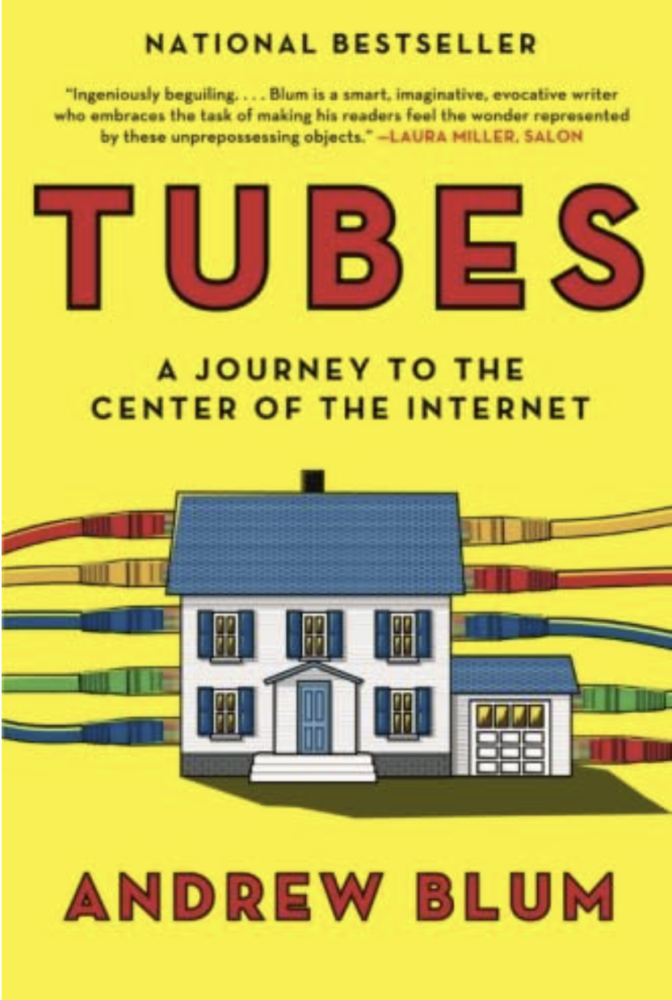 NATIONAL BESTSELLER
“Ingeniously beguiling. . . . Blum is a smart, imaginative, evocative writer
who embraces the task of making his readers feel the wonder represented
by these unprepossessing objects.” —LAURA MILLER, SALON
TUBES
A JOURNEY TO THE
CENTER OF THE INTERNET
ANDREW BLUM